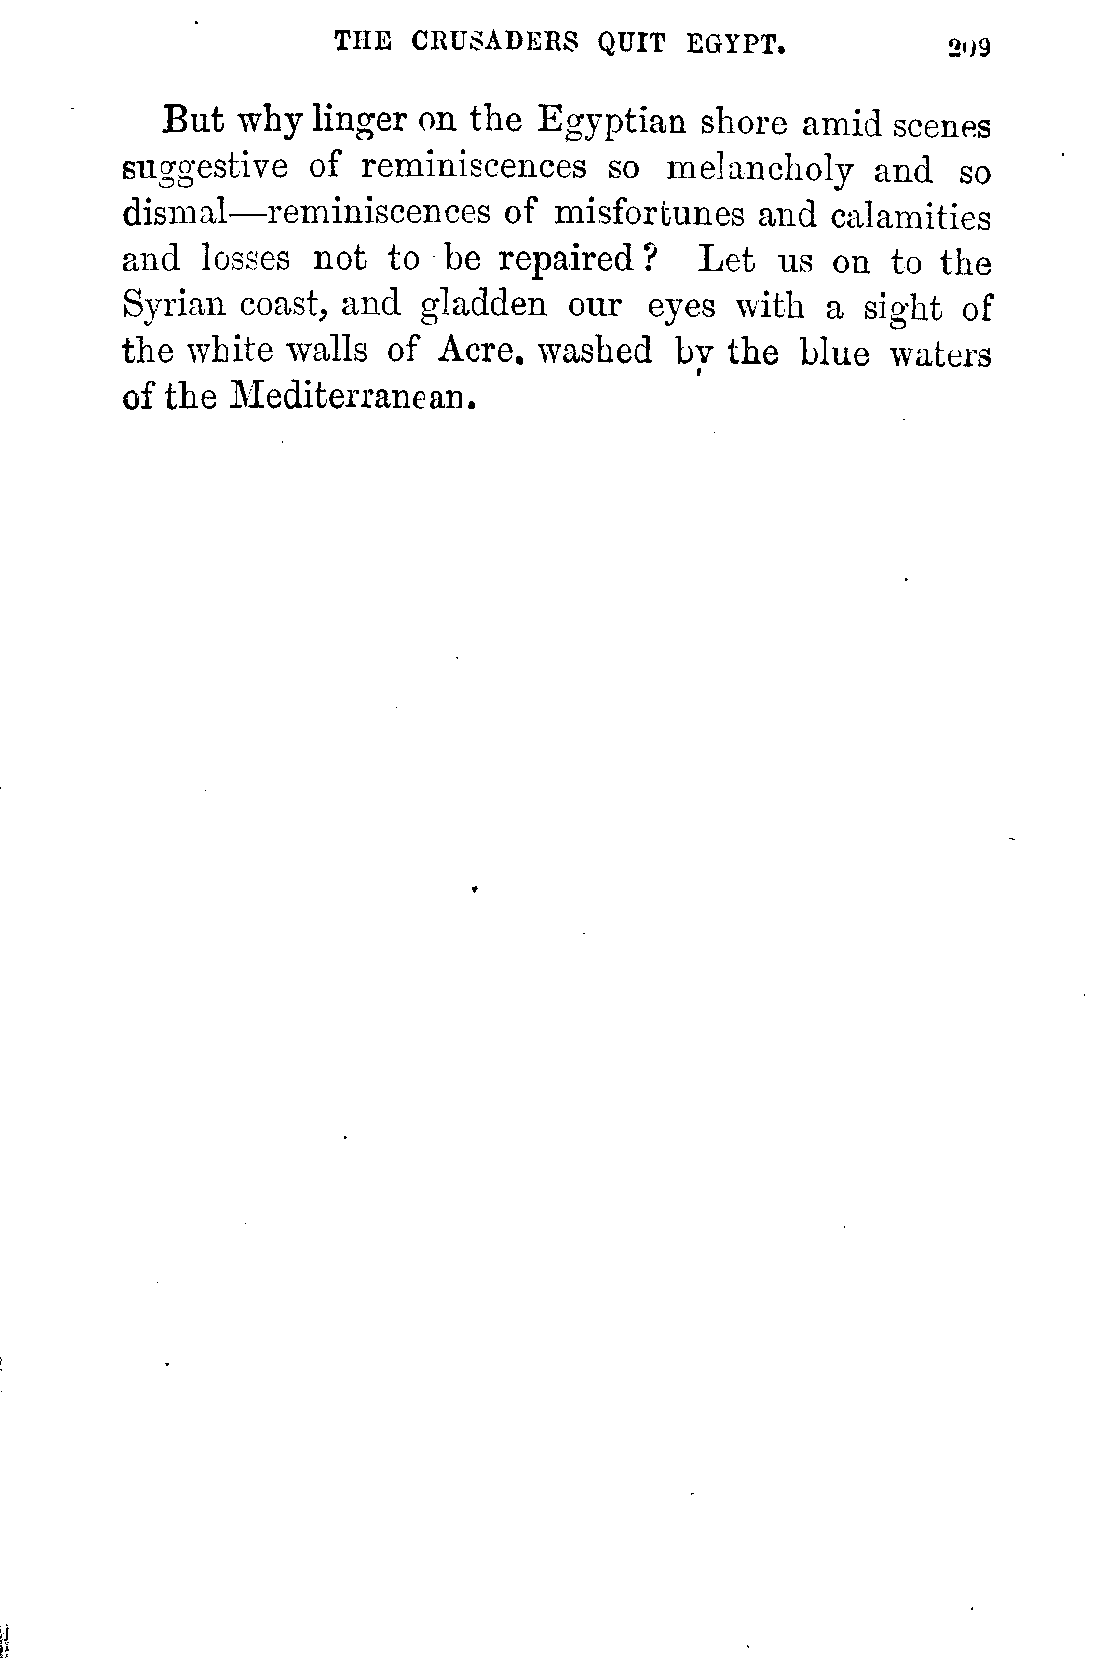 THE CRUSADERS QUIT EGYPT. 209
But why linger on the Egyptian shore amid scenes
suggestive of reminiscences so melancholy and so
dismal—reminiscences of misfortunes and calamities
and losses not to be repaired? Let us on to the
Syrian coast, and gladden our eyes with a sight of
the white walls of Acre, washed by the blue waters
of the Mediterranean.